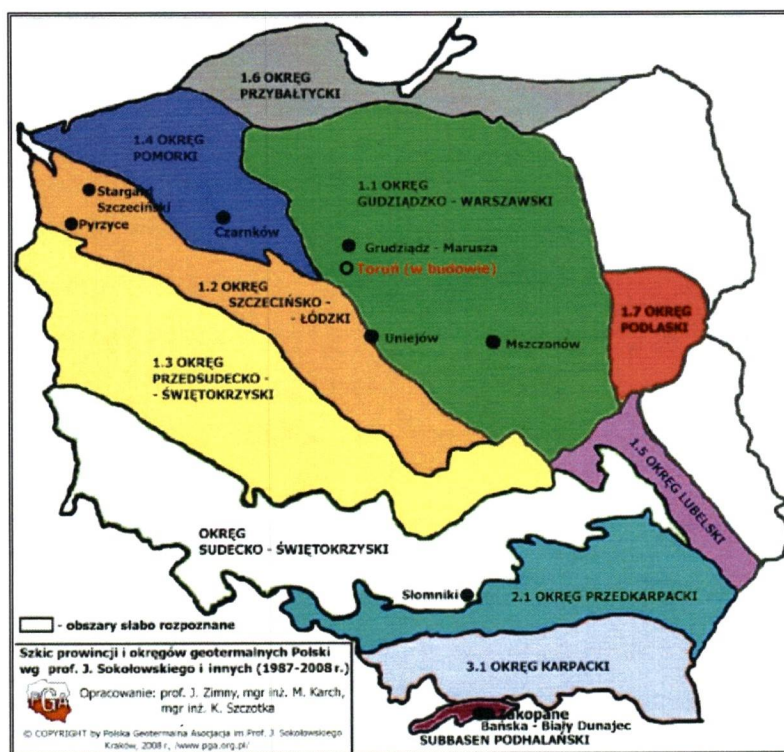 1.6 OKRĘG
PRZYBAŁTYCKI
1.4 OKRĘG
POMORKI
1.1 OKRĘG
GUDZIĄDZKO - WARSZAWSKI
Stargard
Szczeciński
Pyrzyce
Czarnków
Grudziądz - Marusza
Toruń (w budowie)
1.2 OKRĘG
SZCZECIŃSKO -
- ŁÓDZKI
1.7 OKRĘG
PODLASKI
Uniejów
Mszczonów
1.3 OKRĘG
PRZEDSUDECKO -
- ŚWIĘTOKRZYSKI
1.5 OKRĘG LUBELSKI
OKRĘG
SUDECKO - ŚWIĘTOKRZYSKI
Słomniki
2.1 OKRĘG PRZEDKARPACKI
- obszary słabo rozpoznane
3.1 OKRĘG KARPACKI
Szkic prowincji i okręgów geotermalnych Polski
wg prof. J. Sokołowskiego i innych (1987-2008 r.)
PGA
Opracowanie: prof. J. Zimny, mgr inż. M. Karch,
mgr inż. K. Szczotka
© COPYRIGHT by Polska Geotermalna Asocjacja im Prof. J. Sokołowskiego
Kraków, 2008 r., /www.pga.org.pl/
Zakopane
Bańska - Biały Dunajec
SUBBASEN PODHALAŃSKI